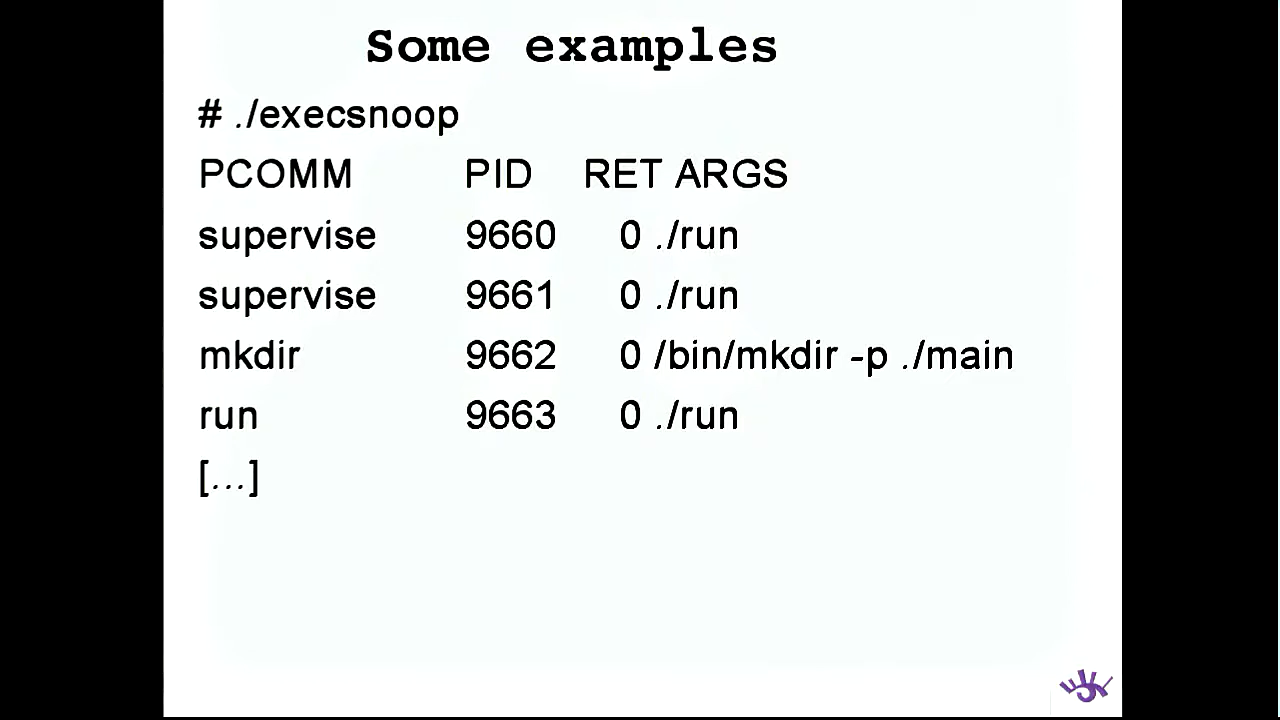 Some examples
# ./execsnoop
PCOMM PID RET ARGS
supervise 9660 0 ./run
supervise 9661 0 ./run
mkdir 9662 0 /bin/mkdir -p ./main
run 9663 0 ./run
[...]